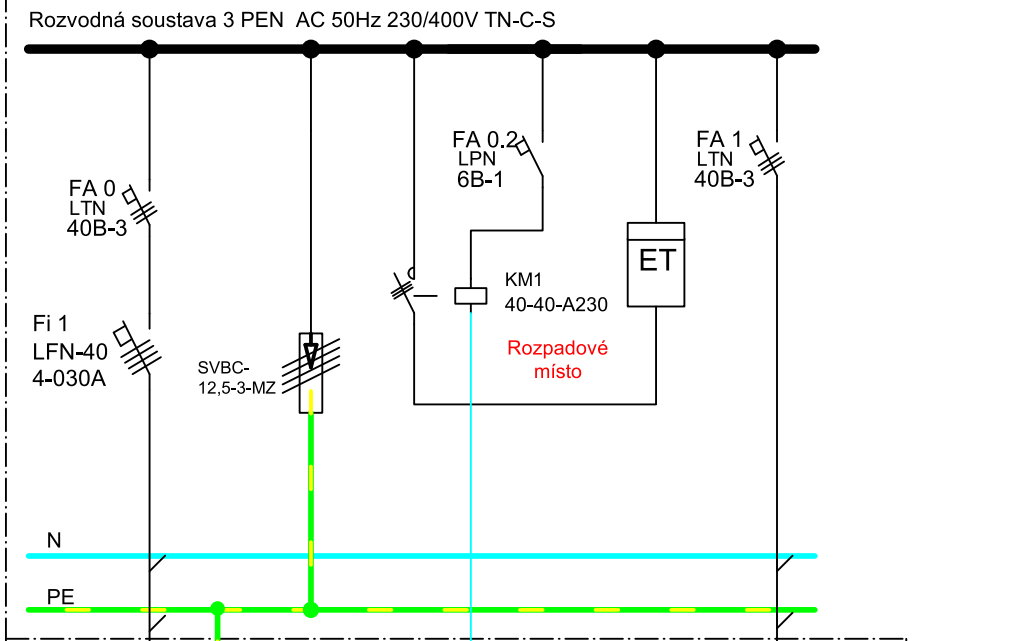 Rozvodná soustava 3 PEN AC 50Hz 230/400V TN-C-S
FA 0
LTN
40B-3
Fi 1
LFN-40
4-030A
SVBC-
12,5-3-MZ
FA 0.2
LPN
6B-1
KM1
40-40-A230
Rozpadové
místo
ET
FA 1
LTN
40B-3
N
PE